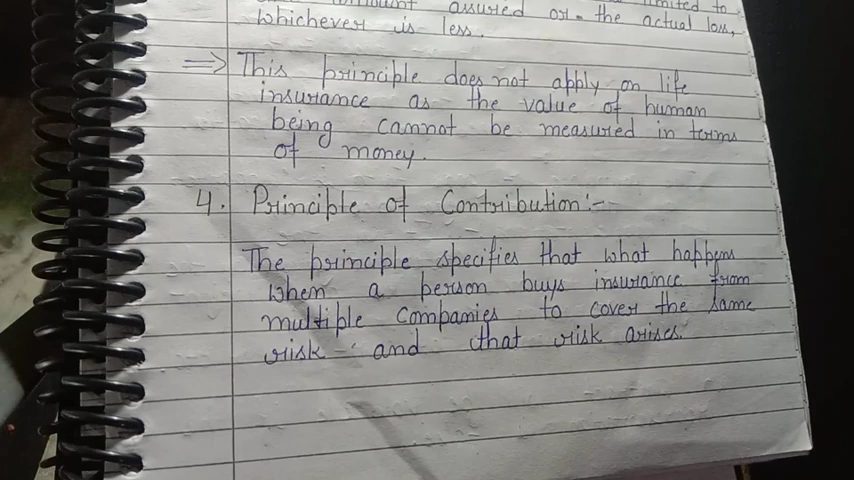 amount assured or the actual loss,
whichever is less.
⇒ This principle does not apply on life
insurance as the value of human
being cannot be measured in terms
of money.
4. Principle of Contribution:-
The principle specifies that what happens
when a person buys insurance from
multiple companies to cover the same
risk and that risk arises.